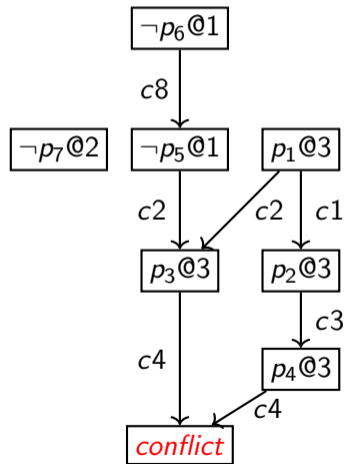 ¬p₆@1
c8
¬p₇@2 ¬p₅@1 p₁@3
c2 c2 c1
p₃@3 p₂@3
c3
c4 p₄@3
c4
conflict